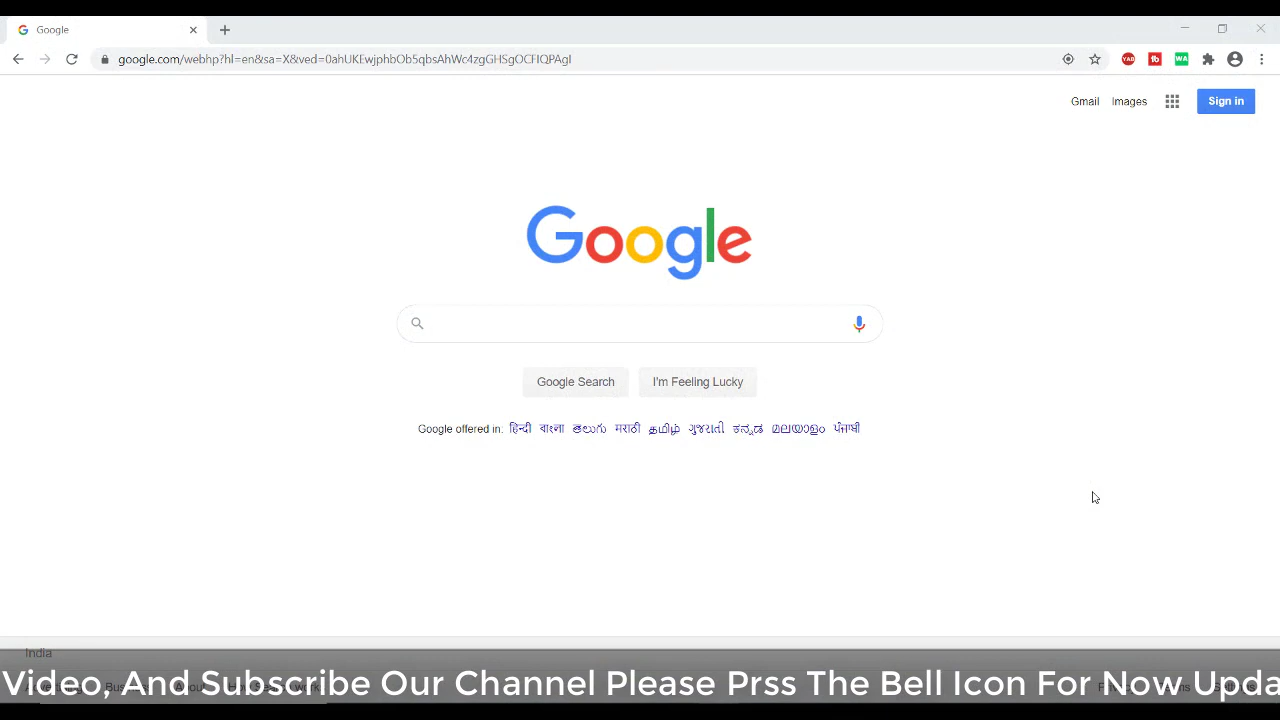 Google
google.com/webhp?hl=en&sa=X&ved=
Gmail Images Sign in
Google
Google Search I'm Feeling Lucky
Google offered in: हिन्दी বাংলা తెలుగు मराठी தமிழ் ગુજરાતી ಕನ್ನಡ മലയാളം ਪੰਜਾਬੀ
India
Video, And Subscribe Our Channel Please Prss The Bell Icon For Now Upda